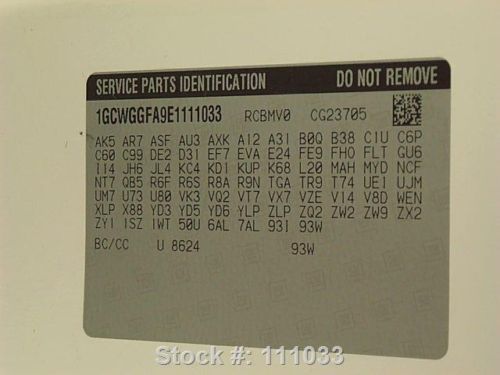 SERVICE PARTS IDENTIFICATION DO NOT REMOVE
1GCWGGFA9E1111033 RCBMV0 CG23705
AK5 AR7 ASF AU3 AXK A12 A31 B0Q B38 C1U C6P
C60 C99 DE2 D31 EF7 EVA E24 FE9 FHO FLT GU6
I14 JH6 JL4 KC4 KD1 KUP K68 L20 MAH MYD NCF
NT7 QB5 R6F R6S R8A R9N TGA TR9 T74 UE1 UJM
UM7 U73 U80 VK3 VQ2 VT7 VX7 VZE V14 V8D WEN
XLP X88 YD3 YD5 YD6 YLP ZLP ZQ2 ZW2 ZW9 ZX2
ZY1 1SZ 1WT 50U 6AL 7AL 93I 93W
BC/CC U 8624 93W
Stock #: 111033